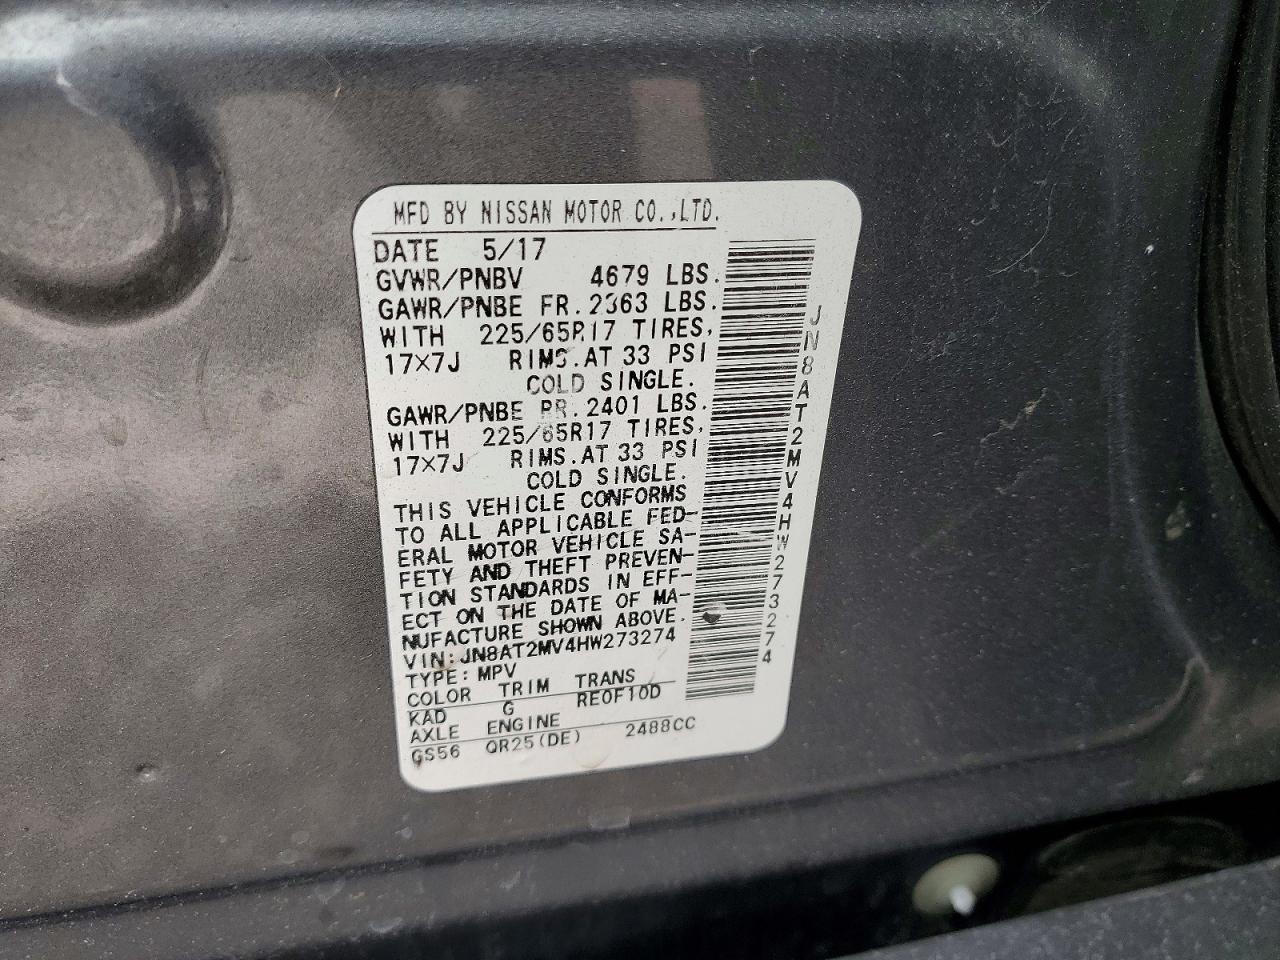 MFD BY NISSAN MOTOR CO.,LTD.
DATE 5/17
GVWR/PNBV 4679 LBS.
GAWR/PNBE FR.2363 LBS.
WITH 225/65R17 TIRES,
17X7J RIMS.AT 33 PSI
COLD SINGLE.
GAWR/PNBE RR.2401 LBS.
WITH 225/65R17 TIRES,
17X7J RIMS.AT 33 PSI
COLD SINGLE.
THIS VEHICLE CONFORMS
TO ALL APPLICABLE FED-
ERAL MOTOR VEHICLE SA-
FETY AND THEFT PREVEN-
TION STANDARDS IN EFF-
ECT ON THE DATE OF MA-
NUFACTURE SHOWN ABOVE.
VIN:JN8AT2MV4HW273274
TYPE:MPV
COLOR TRIM TRANS
KAD G RE0F10D
AXLE ENGINE
GS56 QR25(DE) 2488CC
JN8AT2MV4HW273274